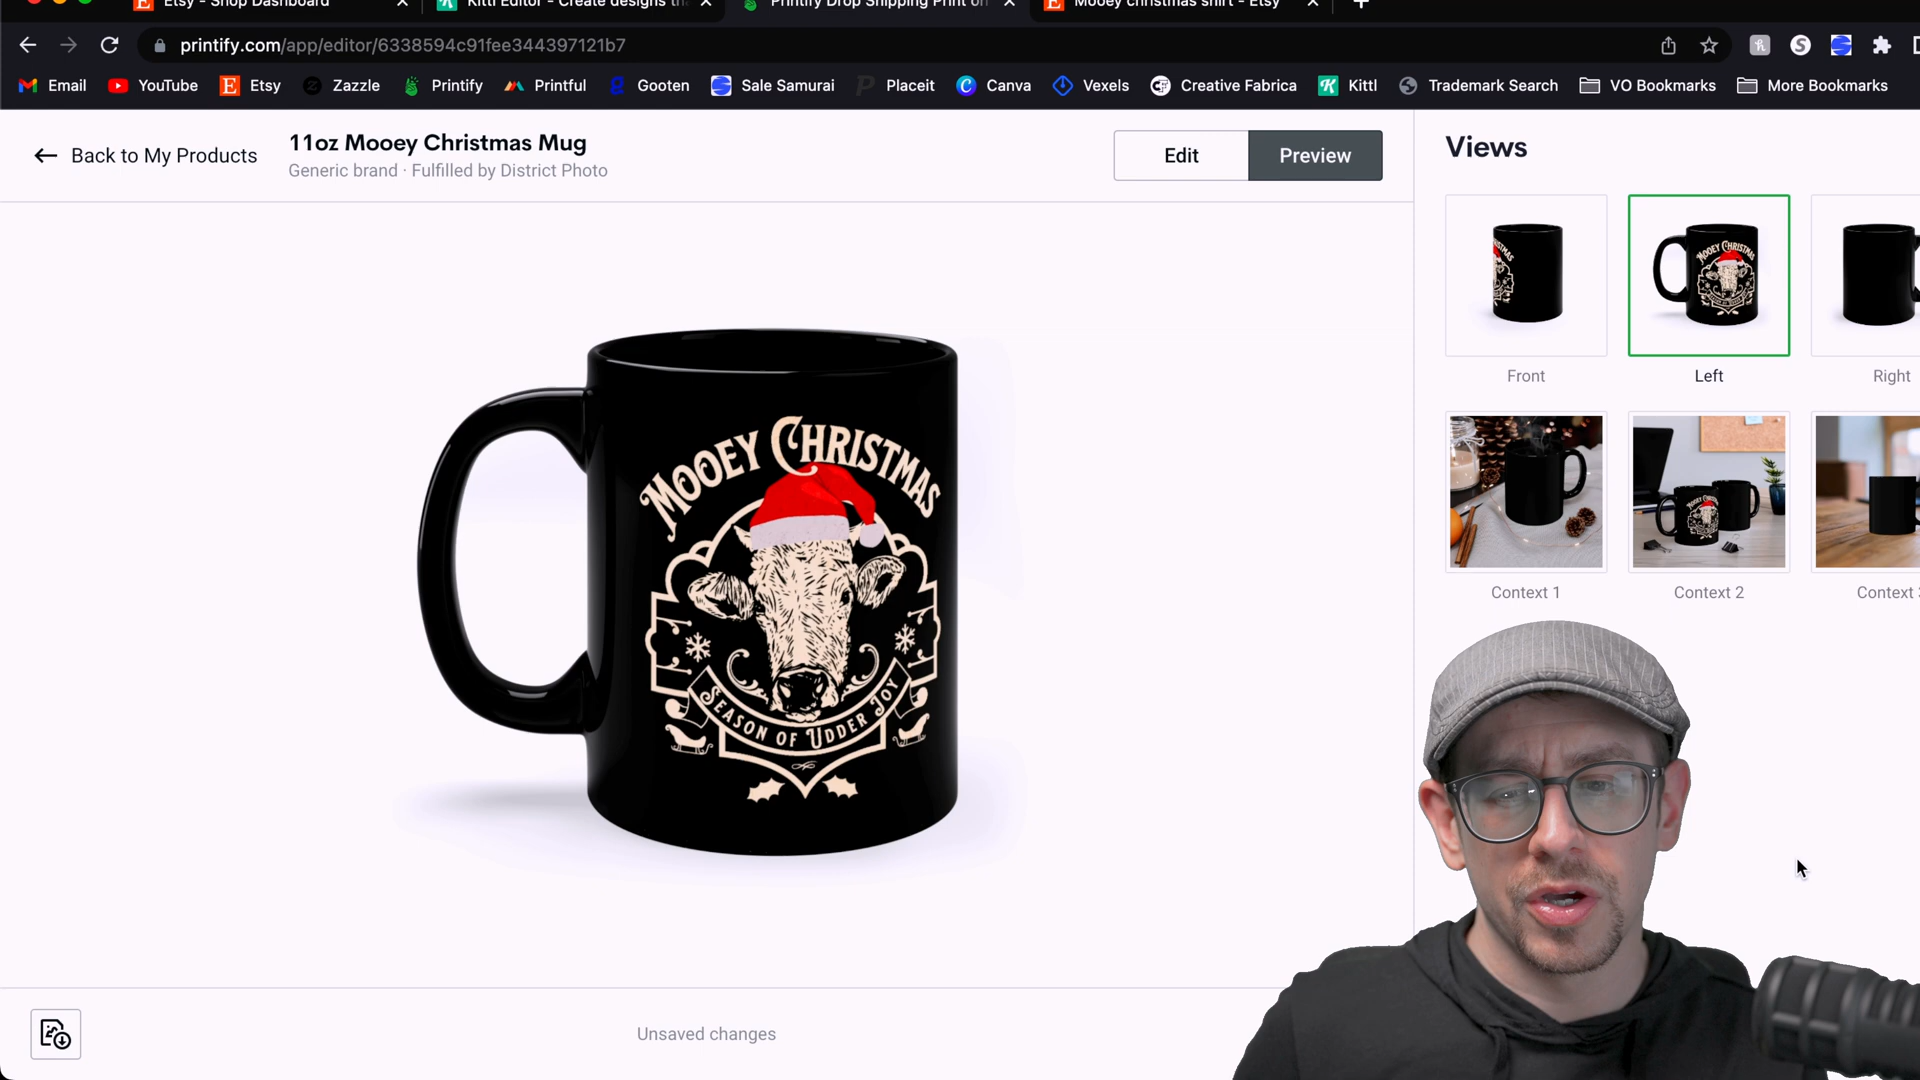 Etsy - Shop Dashboard
Kittl Editor - Create designs th
Printify Drop Shipping Print on
Mooey christmas shirt - Etsy
printify.com/app/editor/6338594c91fee344397121b7
Email
YouTube
Etsy
Zazzle
Printify
Printful
Gooten
Sale Samurai
Placeit
Canva
Vexels
Creative Fabrica
Kittl
Trademark Search
VO Bookmarks
More Bookmarks
Back to My Products
11oz Mooey Christmas Mug
Generic brand · Fulfilled by District Photo
Edit
Preview
Views
Front
Left
Right
Context 1
Context 2
Context
MOOEY CHRISTMAS
SEASON OF UDDER JOY
Unsaved changes